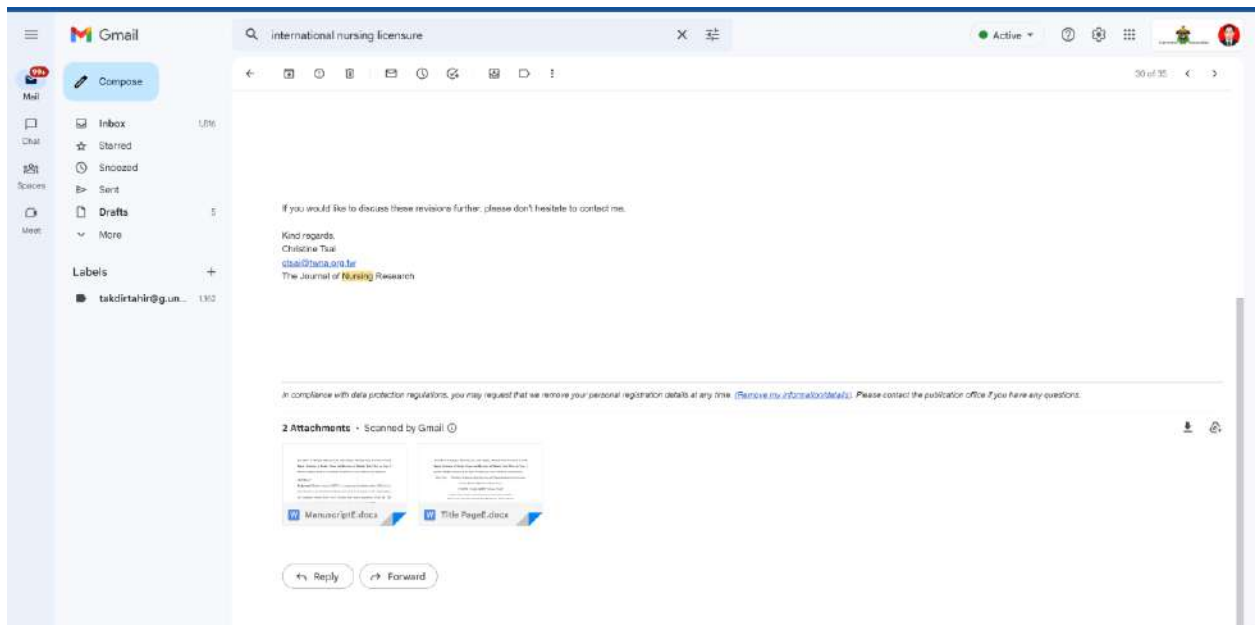 Gmail
international nursing licensure
Active
99+
Mail
Compose
30 of 35
Chat
Inbox
Starred
Spaces
Snoozed
Sent
Meet
Drafts 5
More
Labels
takdirtahir@g.un...
If you would like to discuss these revisions further, please don't hesitate to contact me.
Kind regards,
Christine Tsai
ctsai@twna.org.tw
The Journal of Nursing Research
In compliance with data protection regulations, you may request that we remove your personal registration details at any time. (Remove my information/details). Please contact the publication office if you have any questions.
2 Attachments • Scanned by Gmail
ManuscriptE.docx
Title PageE.docx
Reply
Forward